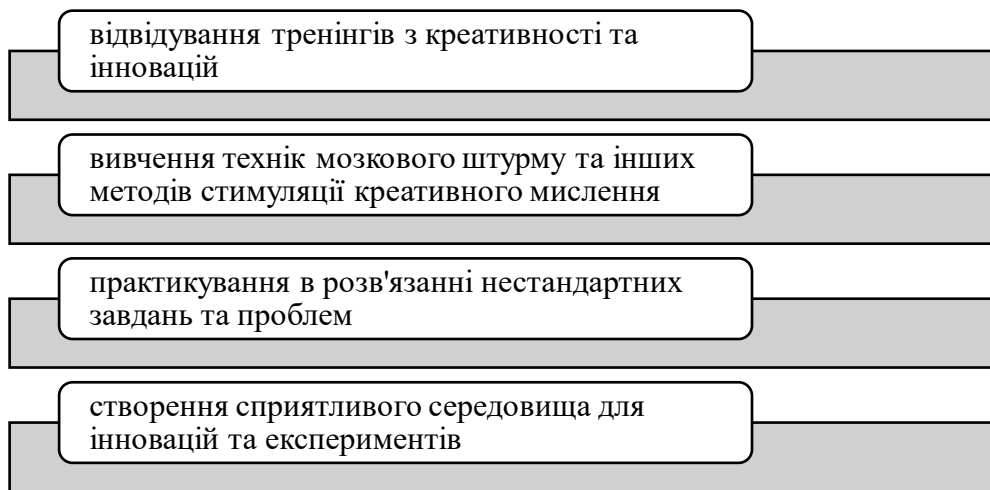 відвідування тренінгів з креативності та
інновацій
вивчення технік мозкового штурму та інших
методів стимуляції креативного мислення
практикування в розв'язанні нестандартних
завдань та проблем
створення сприятливого середовища для
інновацій та експериментів